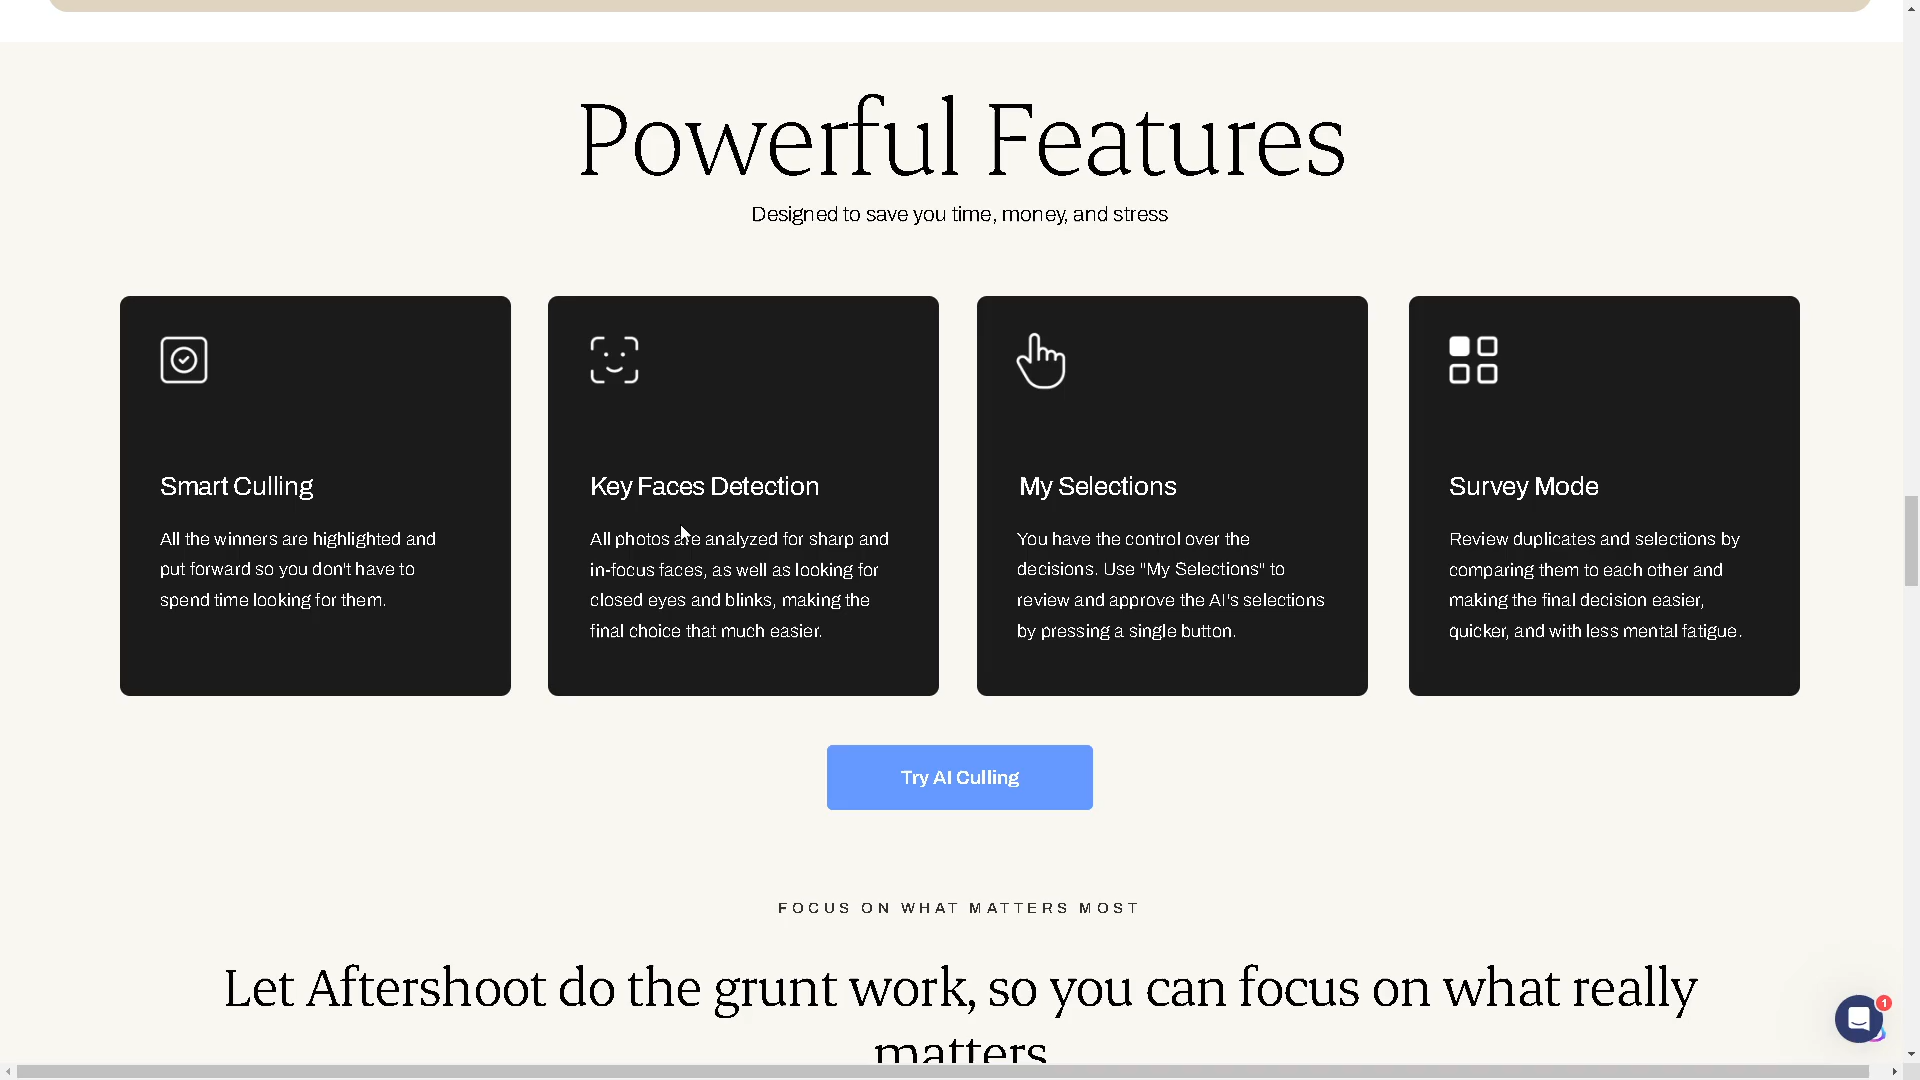 Powerful Features
Designed to save you time, money, and stress
Smart Culling
All the winners are highlighted and
put forward so you don't have to
spend time looking for them.
Key Faces Detection
All photos are analyzed for sharp and
in-focus faces, as well as looking for
closed eyes and blinks, making the
final choice that much easier.
My Selections
You have the control over the
decisions. Use "My Selections" to
review and approve the AI's selections
by pressing a single button.
Survey Mode
Review duplicates and selections by
comparing them to each other and
making the final decision easier,
quicker, and with less mental fatigue.
Try AI Culling
FOCUS ON WHAT MATTERS MOST
Let Aftershoot do the grunt work, so you can focus on what really
matters
1